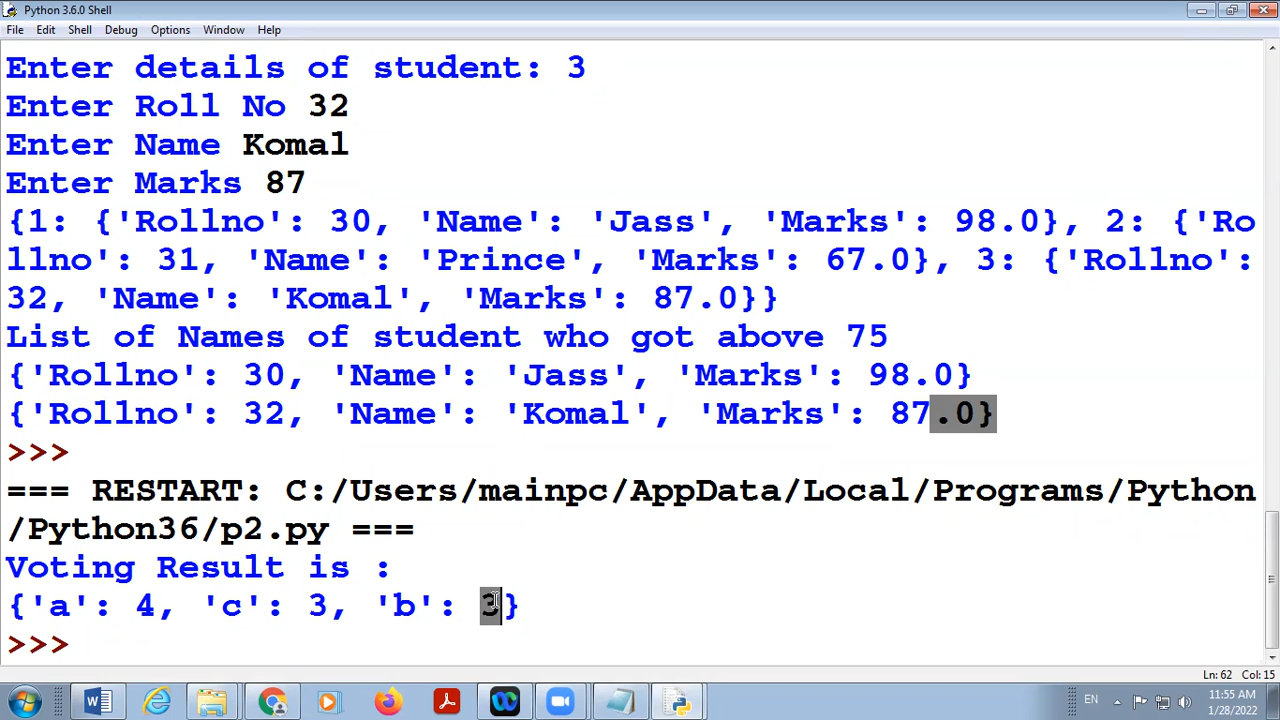 Python 3.6.0 Shell
File Edit Shell Debug Options Window Help
Enter details of student: 3
Enter Roll No 32
Enter Name Komal
Enter Marks 87
{1: {'Rollno': 30, 'Name': 'Jass', 'Marks': 98.0}, 2: {'Ro
llno': 31, 'Name': 'Prince', 'Marks': 67.0}, 3: {'Rollno':
32, 'Name': 'Komal', 'Marks': 87.0}}
List of Names of student who got above 75
{'Rollno': 30, 'Name': 'Jass', 'Marks': 98.0}
{'Rollno': 32, 'Name': 'Komal', 'Marks': 87.0}
>>>
=== RESTART: C:/Users/mainpc/AppData/Local/Programs/Python
/Python36/p2.py ===
Voting Result is :
{'a': 4, 'c': 3, 'b': 3}
>>>
Ln: 62 Col: 15
EN 11:55 AM
1/28/2022